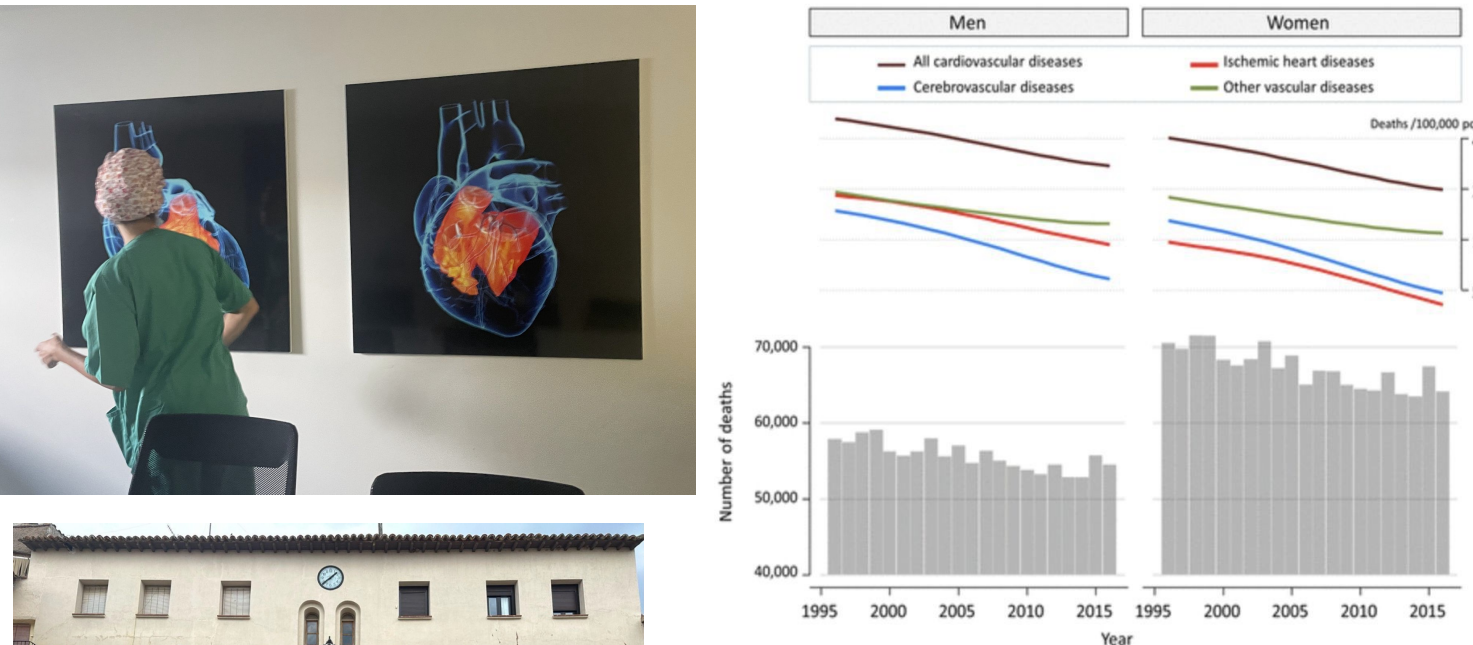 Men Women
All cardiovascular diseases Ischemic heart diseases
Cerebrovascular diseases Other vascular diseases
Deaths /100,000
70,000
60,000
50,000
40,000
Number of deaths
1995 2000 2005 2010 2015 1995 2000 2005 2010 2015
Year